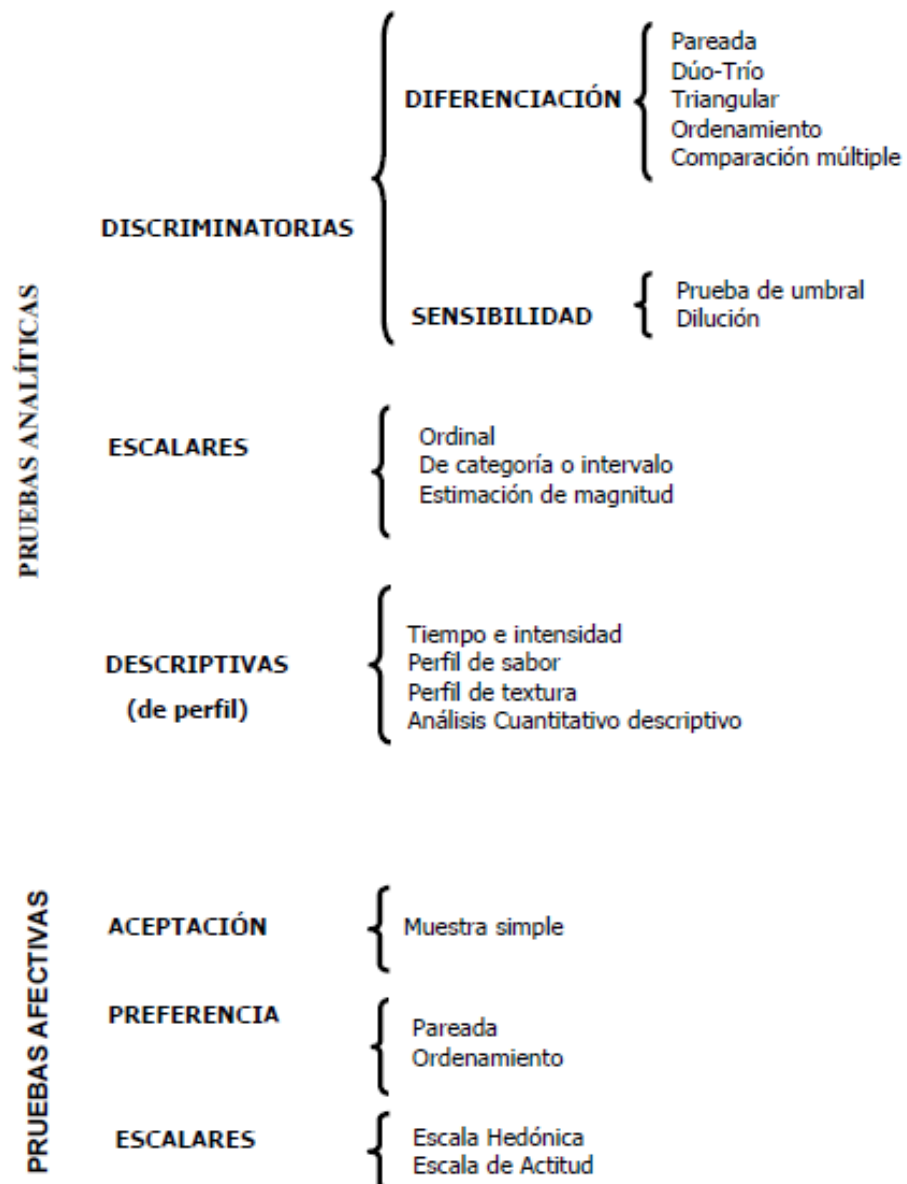 PRUEBAS ANALÍTICAS
DISCRIMINATORIAS
DIFERENCIACIÓN
Pareada
Dúo-Trío
Triangular
Ordenamiento
Comparación múltiple
SENSIBILIDAD
Prueba de umbral
Dilución
ESCALARES
Ordinal
De categoría o intervalo
Estimación de magnitud
DESCRIPTIVAS
(de perfil)
Tiempo e intensidad
Perfil de sabor
Perfil de textura
Análisis Cuantitativo descriptivo
PRUEBAS AFECTIVAS
ACEPTACIÓN
Muestra simple
PREFERENCIA
Pareada
Ordenamiento
ESCALARES
Escala Hedónica
Escala de Actitud